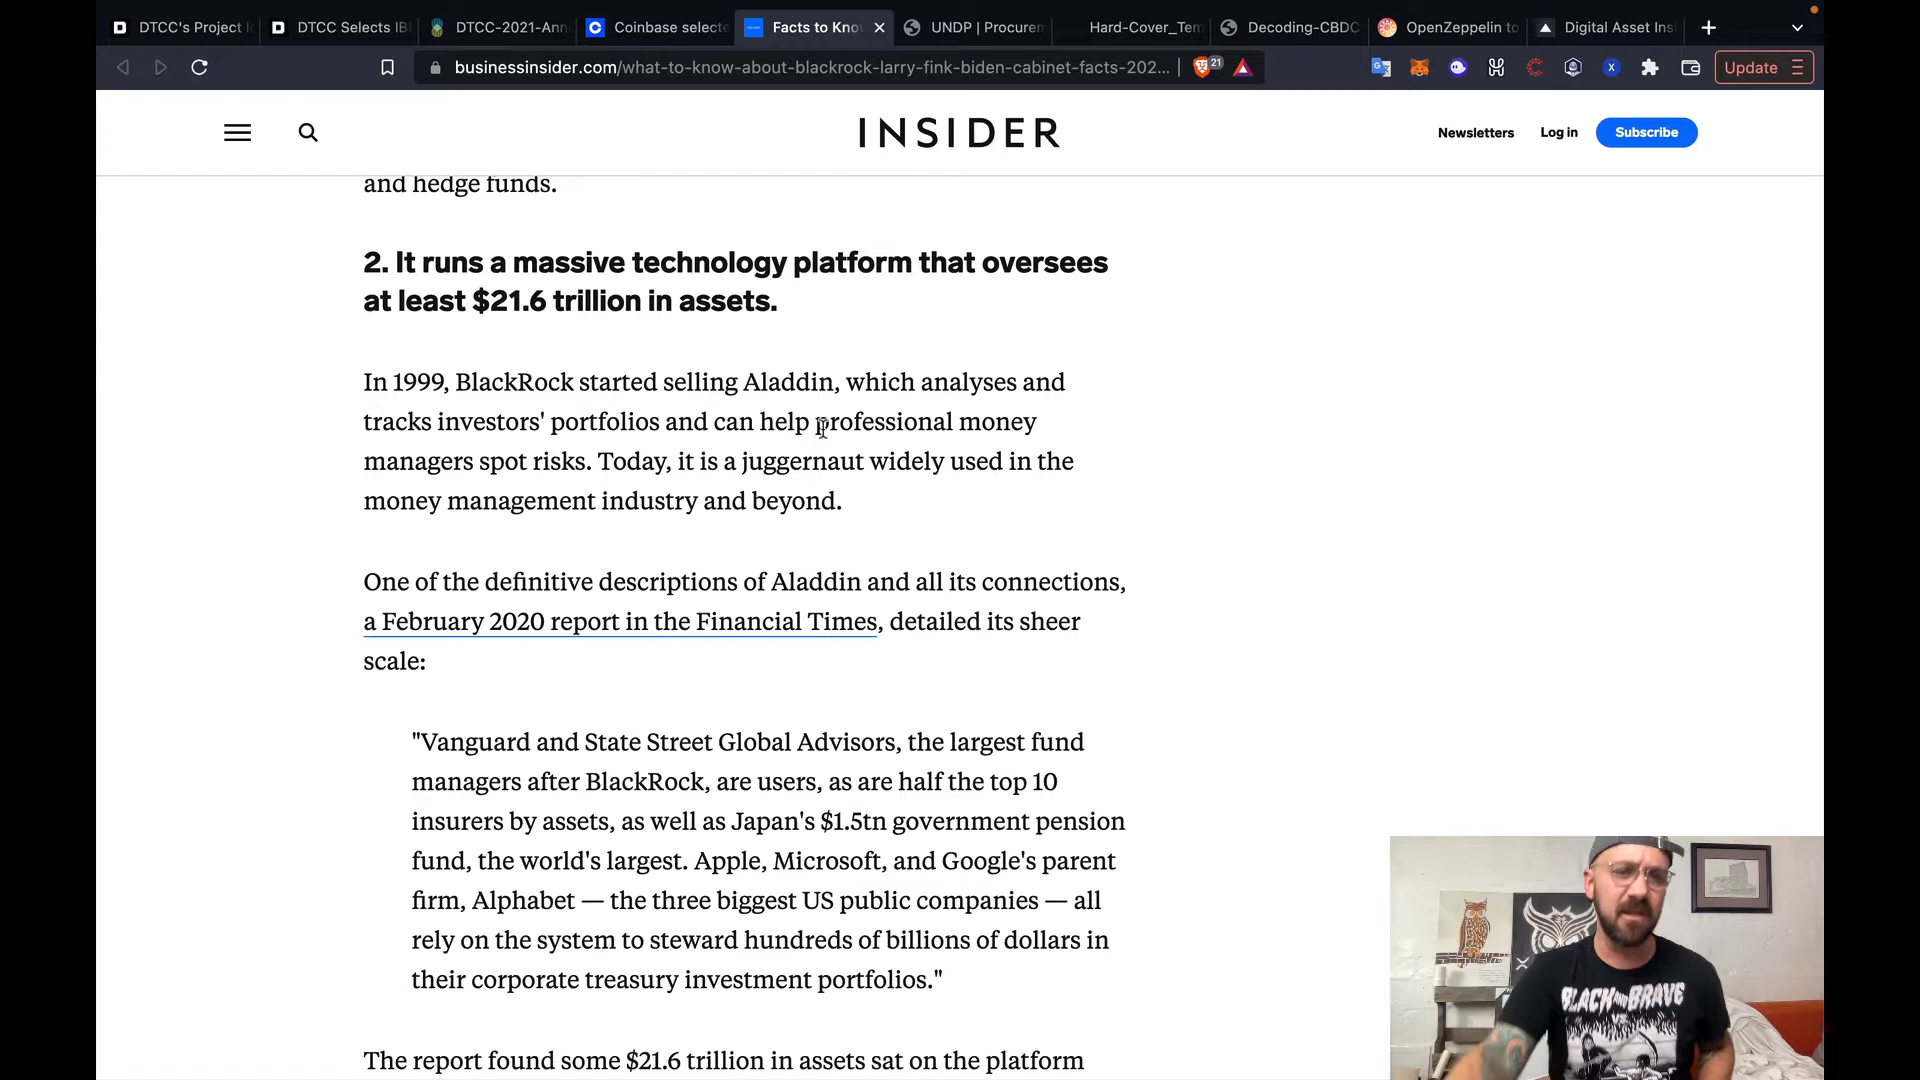 DTCC's Project I
DTCC Selects IB
DTCC-2021-Ann
Coinbase selecte
Facts to Kno
UNDP | Procure
Hard-Cover_Tem
Decoding-CBDC
OpenZeppelin to
Digital Asset Ins
businessinsider.com/what-to-know-about-blackrock-larry-fink-biden-cabinet-facts-202...
21
Update
INSIDER
Newsletters
Log in
Subscribe
and hedge funds.
2. It runs a massive technology platform that oversees
at least $21.6 trillion in assets.
In 1999, BlackRock started selling Aladdin, which analyses and
tracks investors' portfolios and can help professional money
managers spot risks. Today, it is a juggernaut widely used in the
money management industry and beyond.
One of the definitive descriptions of Aladdin and all its connections,
a February 2020 report in the Financial Times, detailed its sheer
scale:
"Vanguard and State Street Global Advisors, the largest fund
managers after BlackRock, are users, as are half the top 10
insurers by assets, as well as Japan's $1.5tn government pension
fund, the world's largest. Apple, Microsoft, and Google's parent
firm, Alphabet — the three biggest US public companies — all
rely on the system to steward hundreds of billions of dollars in
their corporate treasury investment portfolios."
The report found some $21.6 trillion in assets sat on the platform
BLACK AND BRAVE